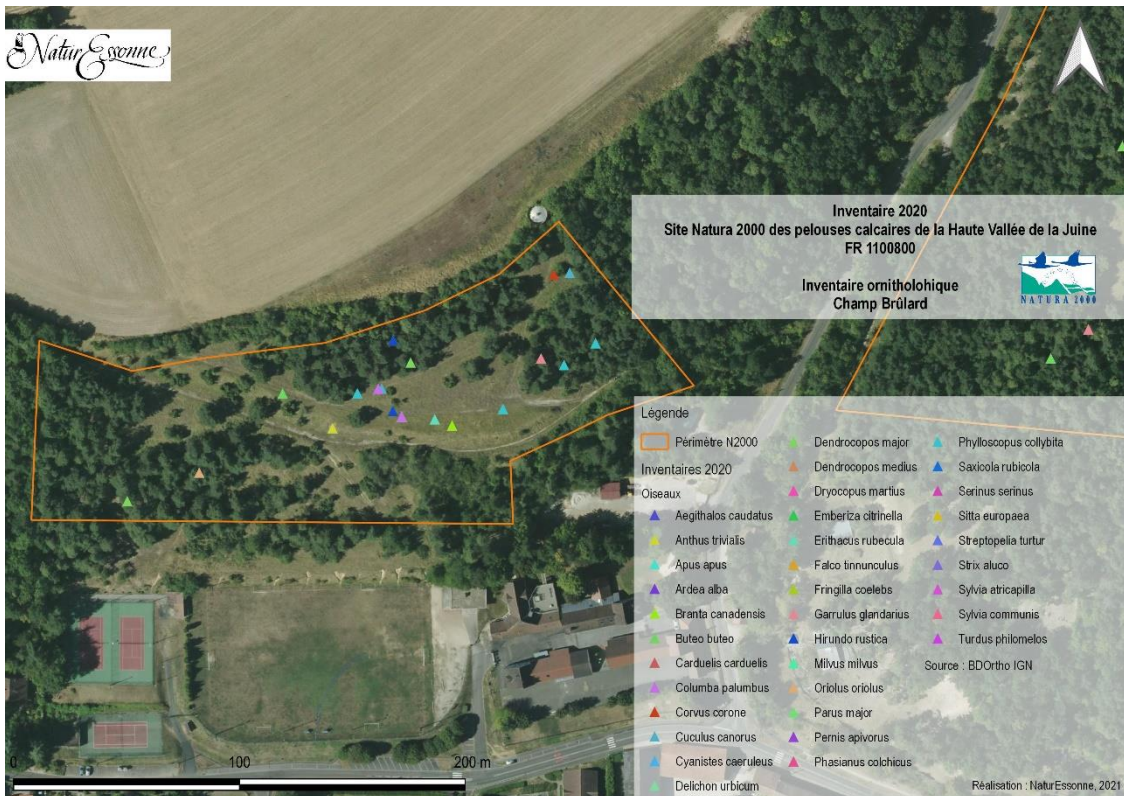 NaturEssonne
Inventaire 2020
Site Natura 2000 des pelouses calcaires de la Haute Vallée de la Juine
FR 1100800
Inventaire ornitholohique
Champ Brûlard
NATURA 2000
Légende
Périmètre N2000
Inventaires 2020
Oiseaux
Aegithalos caudatus
Anthus trivialis
Apus apus
Ardea alba
Branta canadensis
Buteo buteo
Carduelis carduelis
Columba palumbus
Corvus corone
Cuculus canorus
Cyanistes caeruleus
Delichon urbicum
Dendrocopos major
Dendrocopos medius
Dryocopus martius
Emberiza citrinella
Erithacus rubecula
Falco tinnunculus
Fringilla coelebs
Garrulus glandarius
Hirundo rustica
Milvus milvus
Oriolus oriolus
Parus major
Pernis apivorus
Phasianus colchicus
Phylloscopus collybita
Saxicola rubicola
Serinus serinus
Sitta europaea
Streptopelia turtur
Strix aluco
Sylvia atricapilla
Sylvia communis
Turdus philomelos
Source : BDOrtho IGN
0 100 200 m
Réalisation : NaturEssonne, 2021